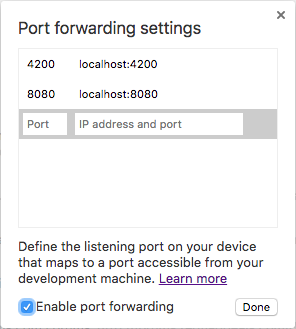 Port forwarding settings
4200 localhost:4200
8080 localhost:8080
Port IP address and port
Define the listening port on your device
that maps to a port accessible from your
development machine. Learn more
Enable port forwarding Done